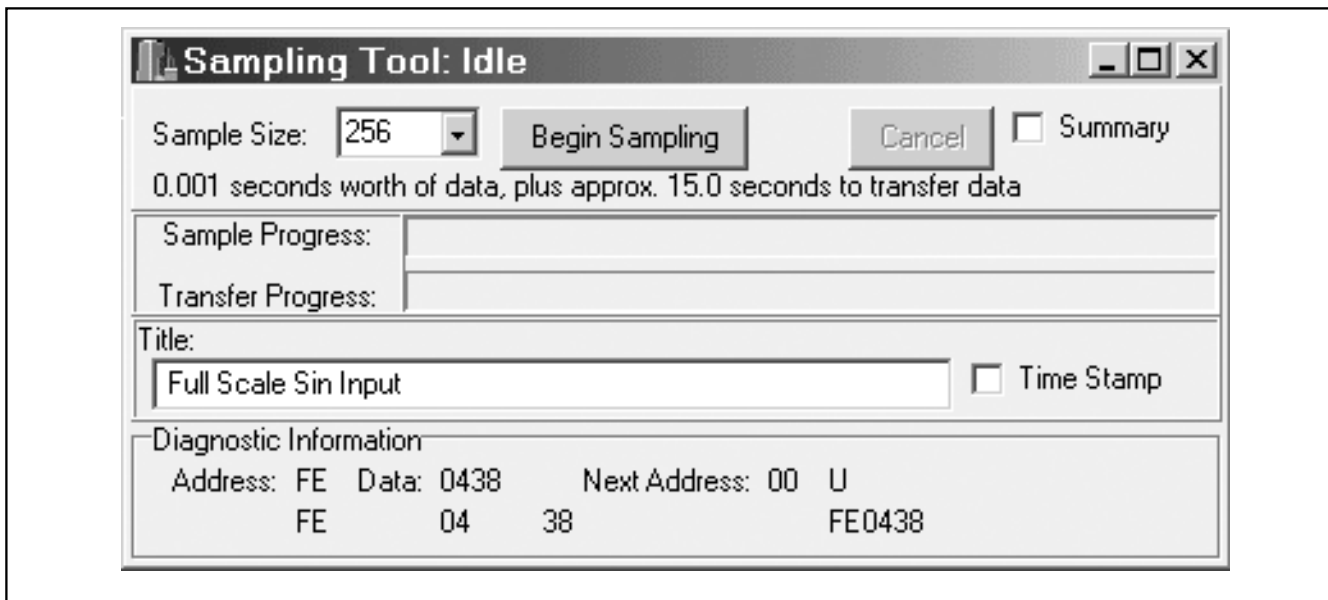 Sampling Tool: Idle
Sample Size: 256 Begin Sampling Cancel Summary
0.001 seconds worth of data, plus approx. 15.0 seconds to transfer data
Sample Progress:
Transfer Progress:
Title:
Full Scale Sin Input Time Stamp
Diagnostic Information
Address: FE Data: 0438 Next Address: 00 U
FE 04 38 FE0438